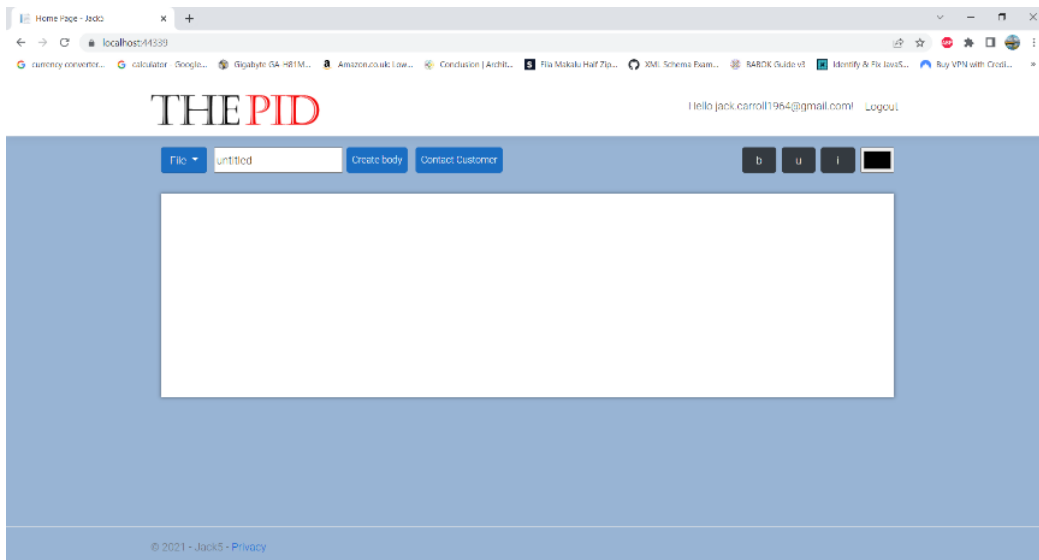 Home Page - Jack5
localhost:44339
currency converter... calculator - Google... Gigabyte GA-H81M... Amazon.co.uk: Low... Conclusion | Archit... Fila Makalu Half Zip... XML Schema Exam... BABOK Guide v3 Identify & Fix JavaS... Buy VPN with Credi... »
THE PID
Hello jack.carroll1964@gmail.com! Logout
File untitled Create body Contact Customer b u i
© 2021 - Jack5 - Privacy